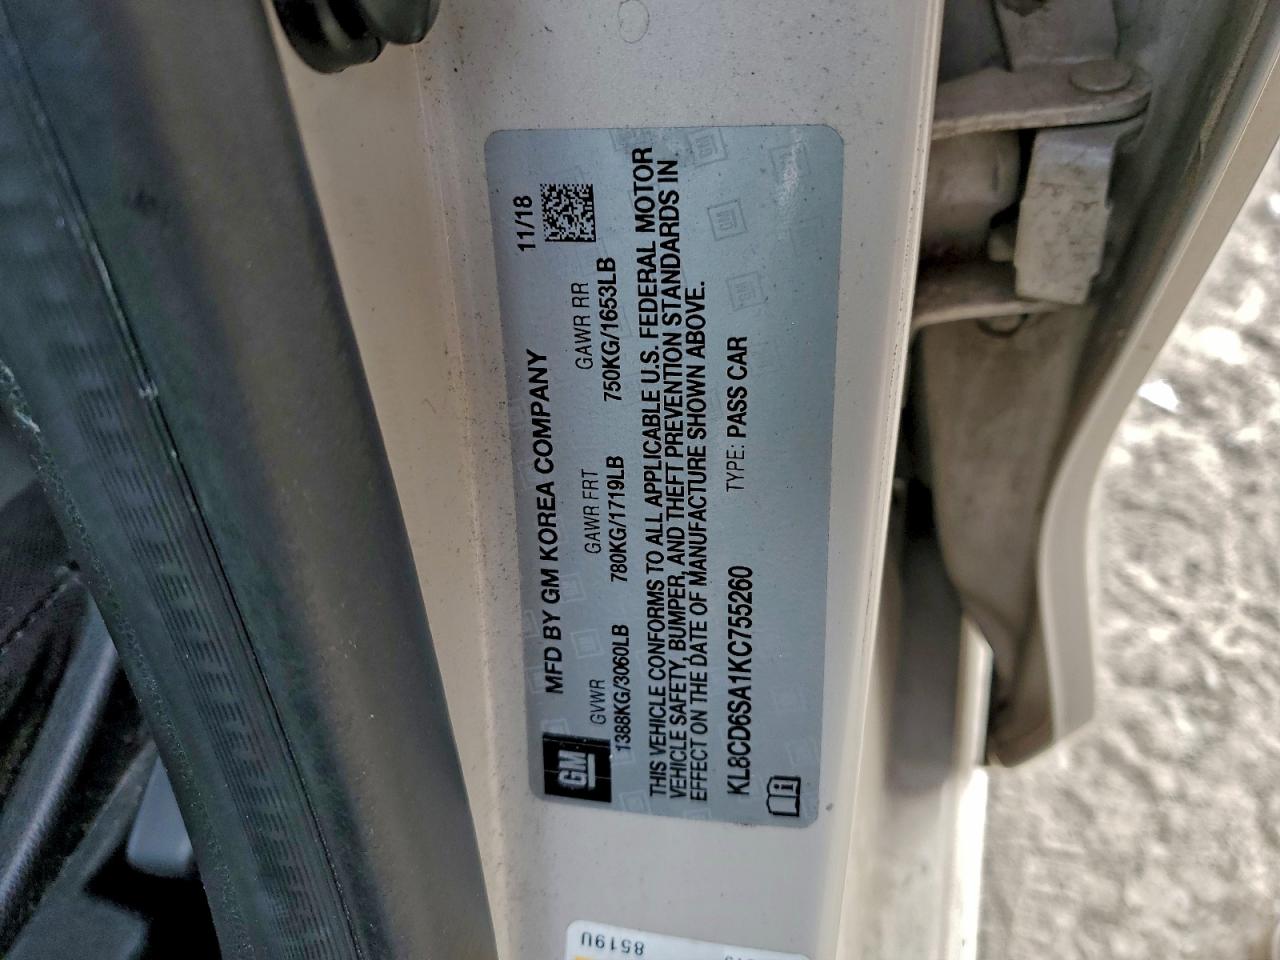 MFD BY GM KOREA COMPANY 11/18
GM
GVWR GAWR FRT GAWR RR
1388KG/3060LB 780KG/1719LB 750KG/1653LB
THIS VEHICLE CONFORMS TO ALL APPLICABLE U.S. FEDERAL MOTOR
VEHICLE SAFETY, BUMPER, AND THEFT PREVENTION STANDARDS IN
EFFECT ON THE DATE OF MANUFACTURE SHOWN ABOVE.
KL8CD6SA1KC755260 TYPE: PASS CAR
8519U